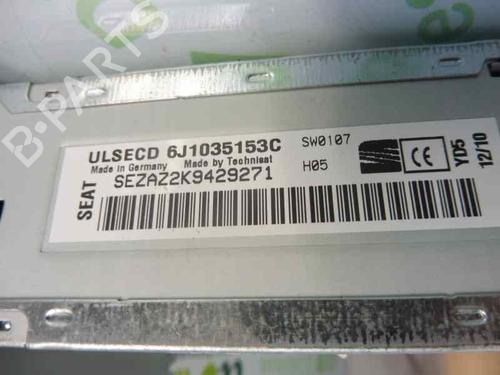 ULSECD 6J1035153C
Made in Germany Made by Technisat
SEZAZ2K9429271
SEAT
SW0107
H05
CE
YD5
12/10
B-PARTS